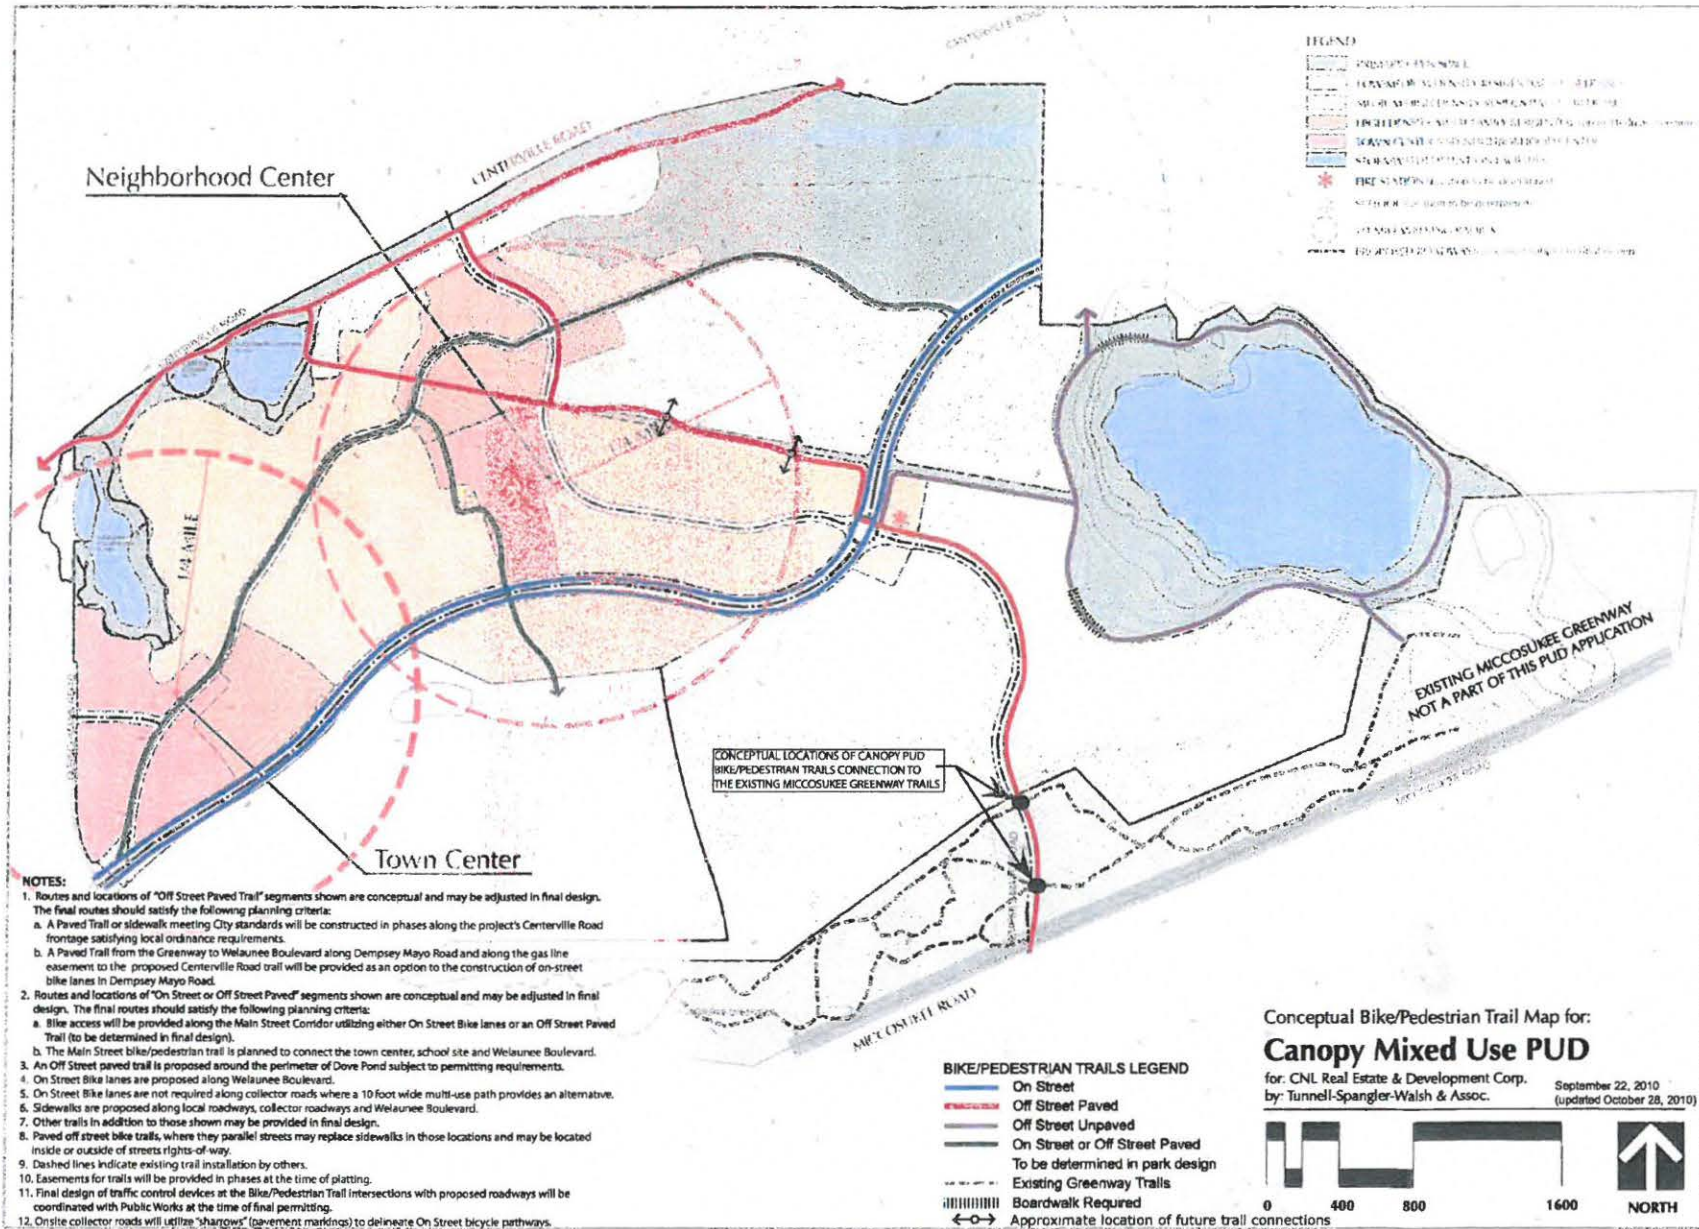 CENTERVILLE ROAD
LEGEND
Neighborhood Center
CENTERVILLE ROAD
CENTERVILLE ROAD
1/4 MILE
1/4 MILE
EXISTING MICCOSUKEE GREENWAY
NOT A PART OF THIS PUD APPLICATION
CONCEPTUAL LOCATIONS OF CANOPY PUD
BIKE/PEDESTRIAN TRAILS CONNECTION TO
THE EXISTING MICCOSUKEE GREENWAY TRAILS
Town Center
MICCOSUKEE ROAD
NOTES:
1. Routes and locations of "Off Street Paved Trail" segments shown are conceptual and may be adjusted in final design.
The final routes should satisfy the following planning criteria:
a. A Paved Trail or sidewalk meeting City standards will be constructed in phases along the project's Centerville Road
frontage satisfying local ordinance requirements.
b. A Paved Trail from the Greenway to Welaunee Boulevard along Dempsey Mayo Road and along the gas line
easement to the proposed Centerville Road trail will be provided as an option to the construction of on-street
bike lanes in Dempsey Mayo Road.
2. Routes and locations of "On Street or Off Street Paved" segments shown are conceptual and may be adjusted in final
design. The final routes should satisfy the following planning criteria:
a. Bike access will be provided along the Main Street Corridor utilizing either On Street Bike lanes or an Off Street Paved
Trail (to be determined in final design).
b. The Main Street bike/pedestrian trail is planned to connect the town center, school site and Welaunee Boulevard.
3. An Off Street paved trail is proposed around the perimeter of Dove Pond subject to permitting requirements.
4. On Street Bike lanes are proposed along Welaunee Boulevard.
5. On Street Bike lanes are not required along collector roads where a 10 foot wide multi-use path provides an alternative.
6. Sidewalks are proposed along local roadways, collector roadways and Welaunee Boulevard.
7. Other trails in addition to those shown may be provided in final design.
8. Paved off street bike trails, where they parallel streets may replace sidewalks in those locations and may be located
inside or outside of streets rights-of-way.
9. Dashed lines indicate existing trail installation by others.
10. Easements for trails will be provided in phases at the time of platting.
11. Final design of traffic control devices at the Bike/Pedestrian Trail intersections with proposed roadways will be
coordinated with Public Works at the time of final permitting.
12. Onsite collector roads will utilize "sharrows" (pavement markings) to delineate On Street bicycle pathways.
BIKE/PEDESTRIAN TRAILS LEGEND
On Street
Off Street Paved
Off Street Unpaved
On Street or Off Street Paved
To be determined in park design
Existing Greenway Trails
Boardwalk Required
Approximate location of future trail connections
Conceptual Bike/Pedestrian Trail Map for:
Canopy Mixed Use PUD
for: CNL Real Estate & Development Corp.
by: Tunnell-Spangler-Walsh & Assoc.
September 22, 2010
(updated October 28, 2010)
0 400 800 1600
NORTH